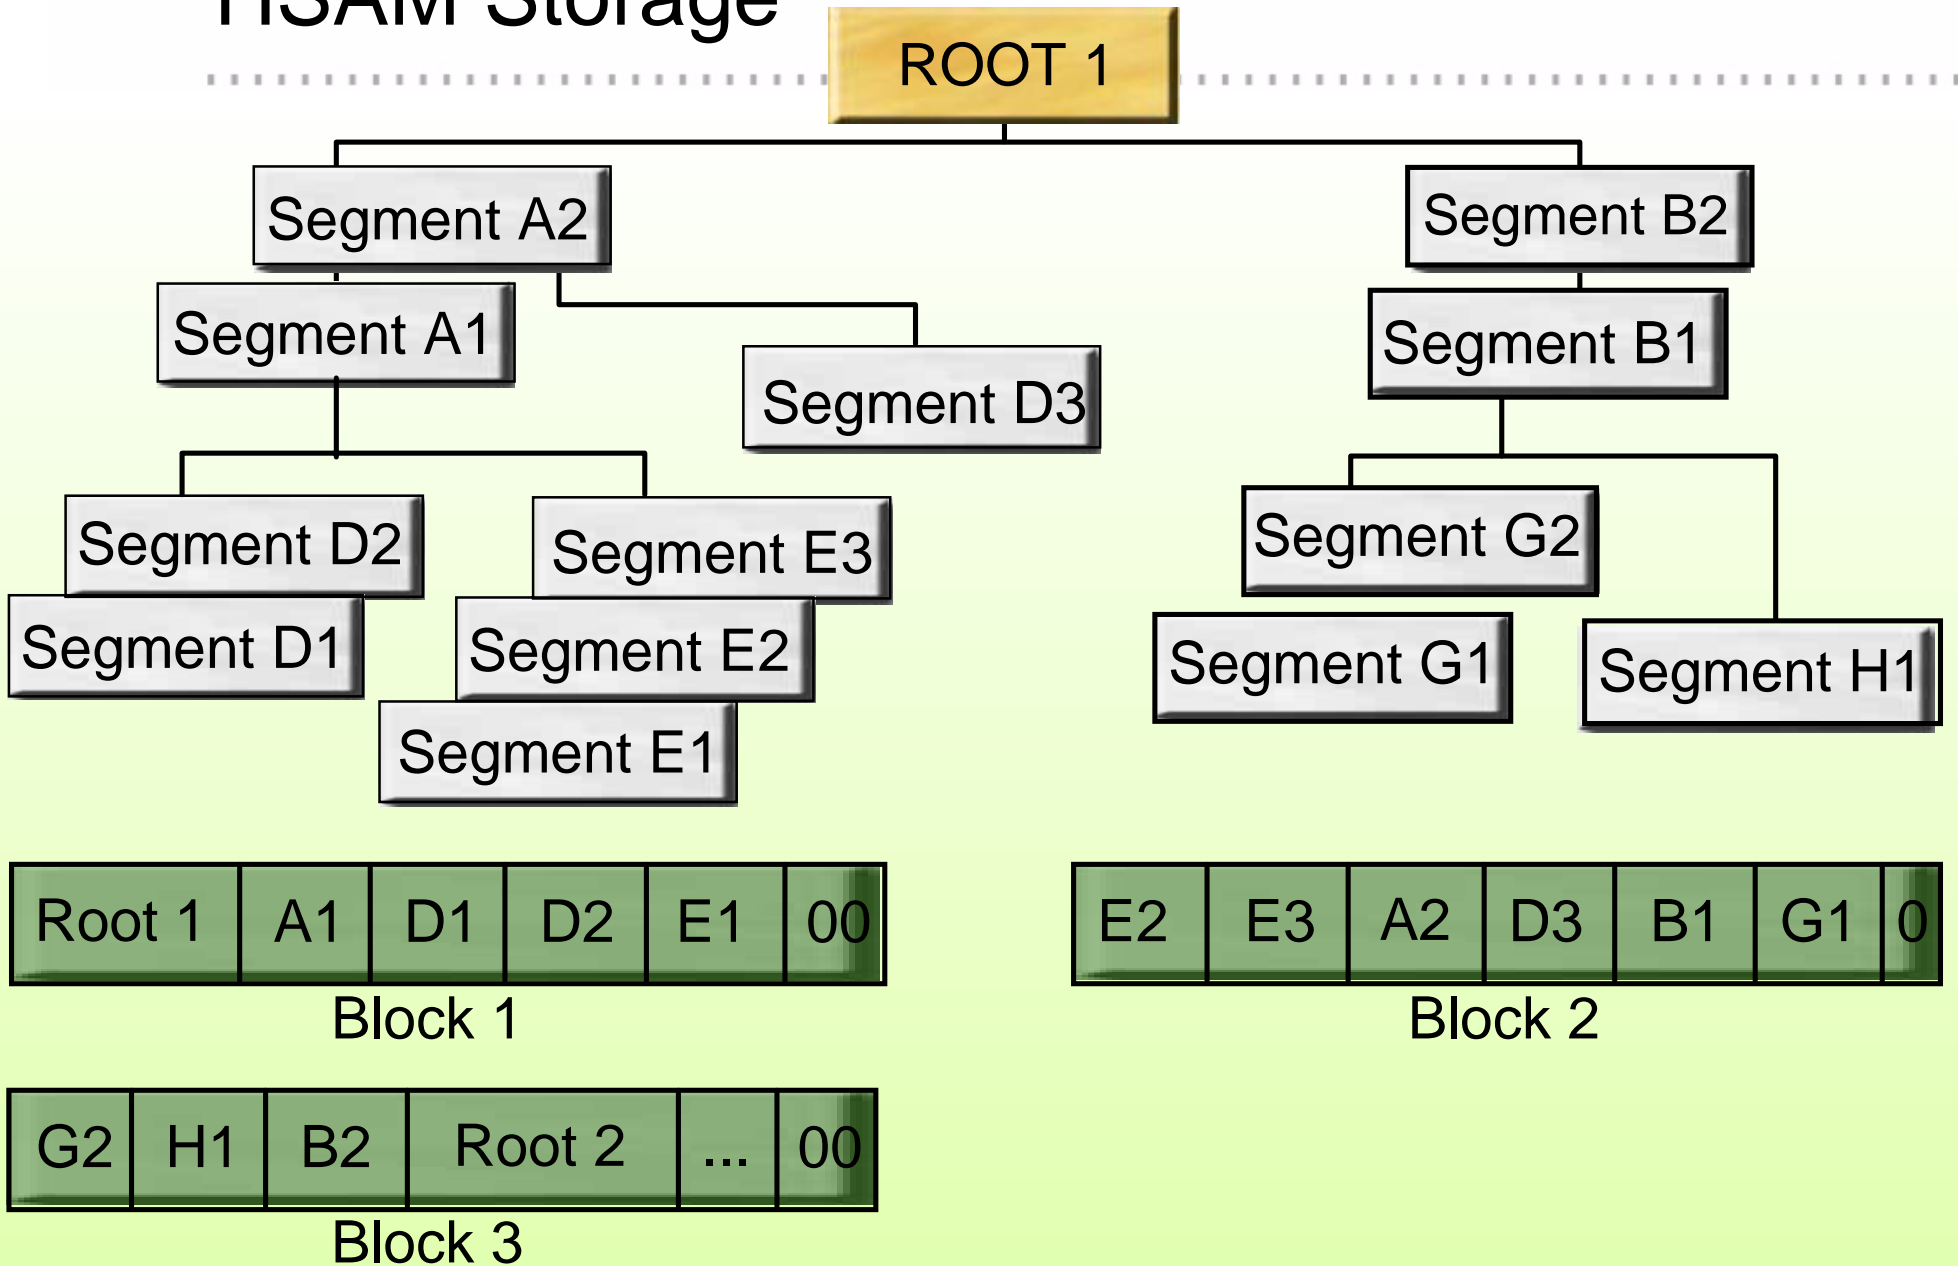 HSAM Storage
ROOT 1
Segment A2
Segment B2
Segment A1
Segment B1
Segment D3
Segment D2
Segment E3
Segment G2
Segment D1
Segment E2
Segment G1
Segment H1
Segment E1
Root 1 A1 D1 D2 E1 00
Block 1
E2 E3 A2 D3 B1 G1 0
Block 2
G2 H1 B2 Root 2 ... 00
Block 3